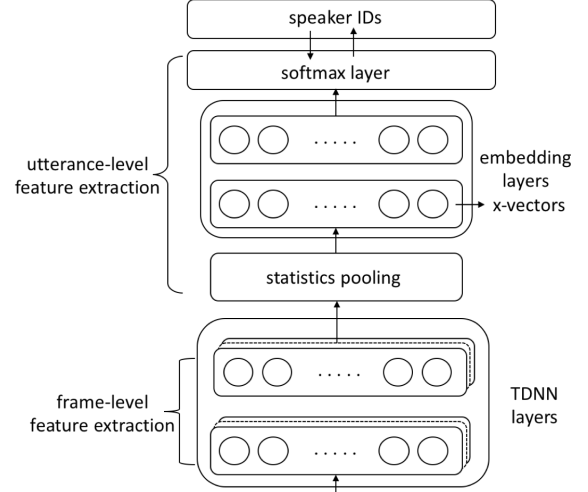 speaker IDs
softmax layer
utterance-level
feature extraction
. . . . .
embedding
layers
x-vectors
. . . . .
statistics pooling
. . . . .
frame-level
feature extraction
TDNN
layers
. . . . .